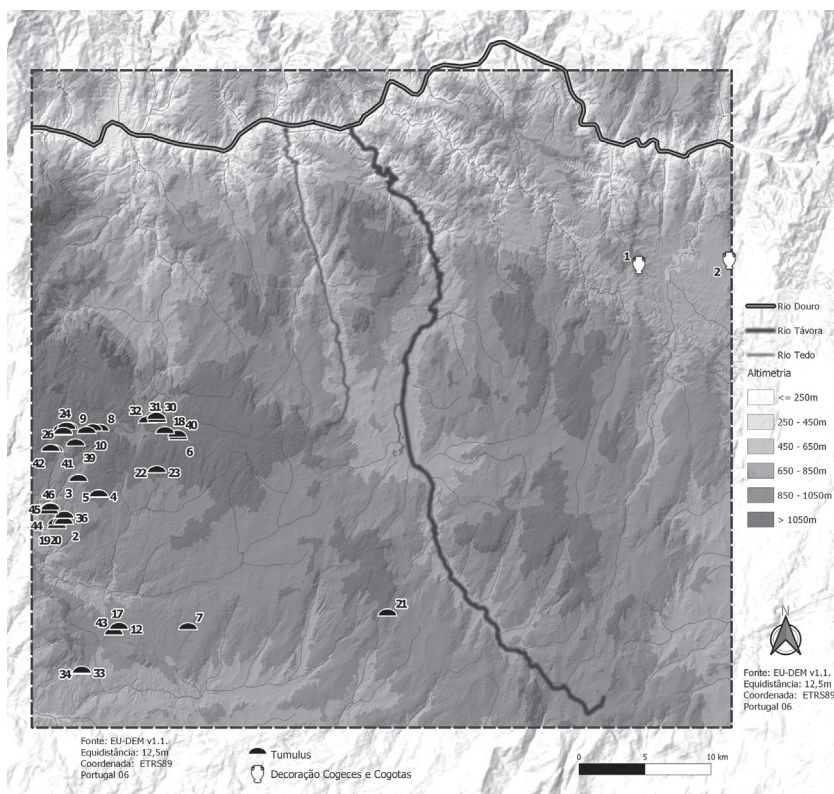 1
2
Rio Douro
Rio Távora
Rio Tedo
Altimetria
<= 250m
250 - 450m
450 - 650m
650 - 850m
850 - 1050m
> 1050m
24 9 8 32 31 30 18 40
26 10 6
42 41 39
22 23
46 3 5 4
45 36
44
1920 2
17 7 21
43 12
34 33
N
Fonte: EU-DEM v1.1.
Equidistância: 12,5m
Coordenada: ETRS89
Portugal 06
Fonte: EU-DEM v1.1.
Equidistância: 12,5m
Coordenada: ETRS89
Portugal 06
Tumulus
Decoração Cogeces e Cogotas
0 5 10 km